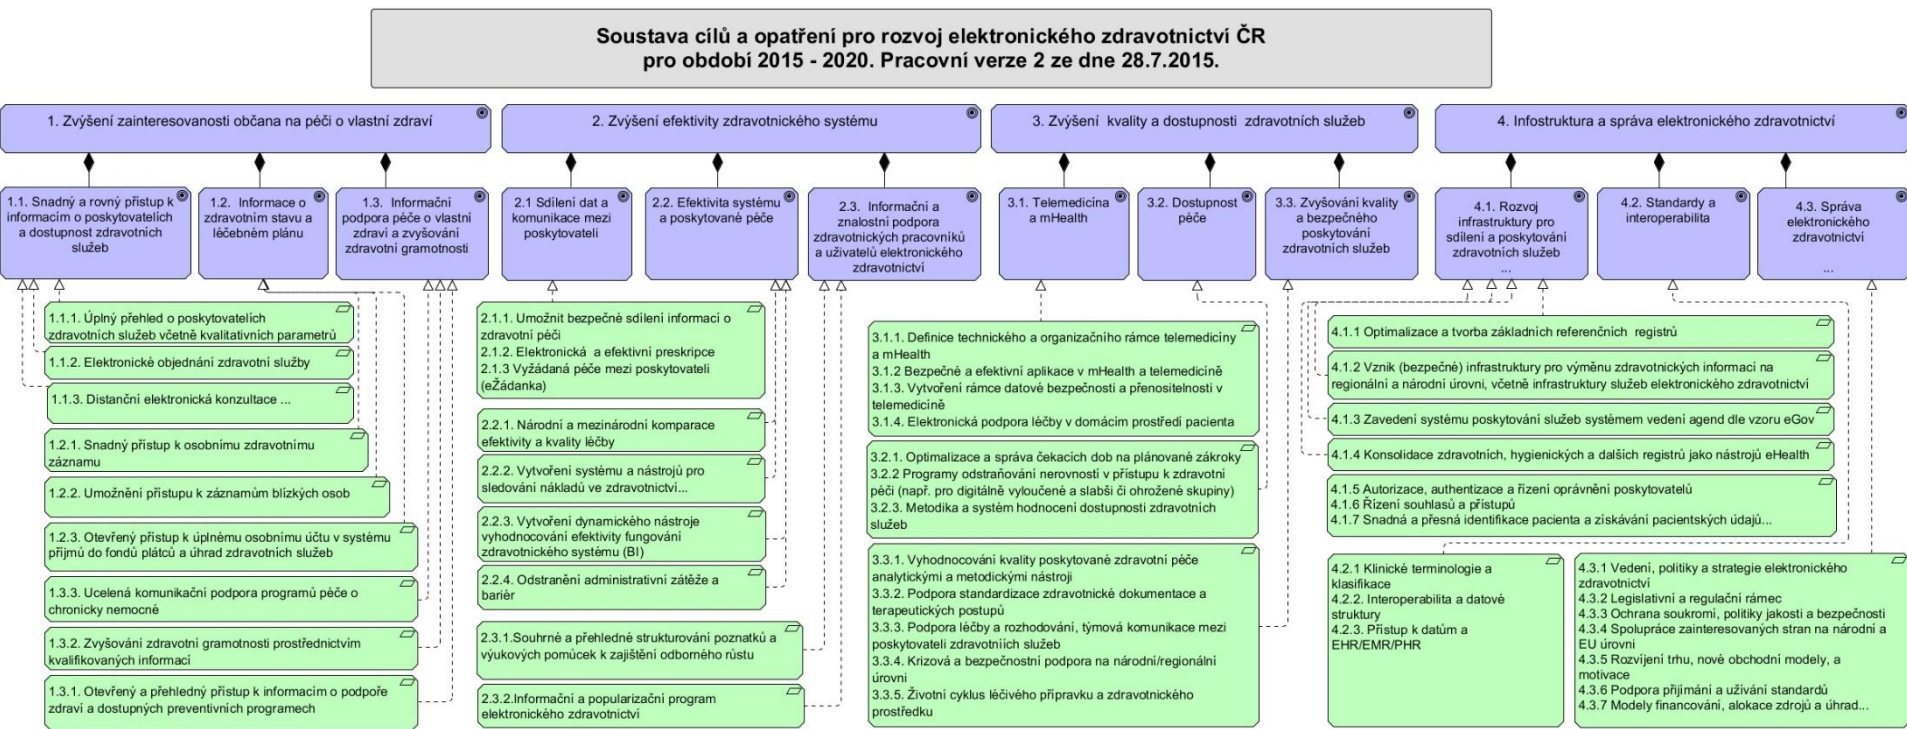 Soustava cílů a opatření pro rozvoj elektronického zdravotnictví ČR
pro období 2015 - 2020. Pracovní verze 2 ze dne 28.7.2015.
1. Zvýšení zainteresovanosti občana na péči o vlastní zdraví
2. Zvýšení efektivity zdravotnického systému
3. Zvýšení kvality a dostupnosti zdravotních služeb
4. Infostruktura a správa elektronického zdravotnictví
1.1. Snadný a rovný přístup k
informacím o poskytovatelích
a dostupnost zdravotních
služeb
1.2. Informace o
zdravotním stavu a
léčebném plánu
1.3. Informační
podpora péče o vlastní
zdraví a zvyšování
zdravotní gramotnosti
2.1 Sdílení dat a
komunikace mezi
poskytovateli
2.2. Efektivita systému
a poskytované péče
2.3. Informační a
znalostní podpora
zdravotnických pracovníků
a uživatelů elektronického
zdravotnictví
3.1. Telemedicína
a mHealth
3.2. Dostupnost
péče
3.3. Zvyšování kvality
a bezpečného
poskytování
zdravotních služeb
4.1. Rozvoj
infrastruktury pro
sdílení a poskytování
zdravotních služeb
...
4.2. Standardy a
interoperabilita
4.3. Správa
elektronického
zdravotnictví
...
1.1.1. Úplný přehled o poskytovatelích
zdravotních služeb včetně kvalitativních parametrů
1.1.2. Elektronické objednání zdravotní služby
1.1.3. Distanční elektronická konzultace ...
1.2.1. Snadný přístup k osobnímu zdravotnímu
záznamu
1.2.2. Umožnění přístupu k záznamům blízkých osob
1.2.3. Otevřený přístup k úplnému osobnímu účtu v systému
příjmů do fondů plátců a úhrad zdravotních služeb
1.3.3. Ucelená komunikační podpora programů péče o
chronicky nemocné
1.3.2. Zvyšování zdravotní gramotnosti prostřednictvím
kvalifikovaných informací
1.3.1. Otevřený a přehledný přístup k informacím o podpoře
zdraví a dostupných preventivních programech
2.1.1. Umožnit bezpečné sdílení informací o
zdravotní péči
2.1.2. Elektronická a efektivní preskripce
2.1.3 Vyžádaná péče mezi poskytovateli
(eŽádanka)
2.2.1. Národní a mezinárodní komparace
efektivity a kvality léčby
2.2.2. Vytvoření systému a nástrojů pro
sledování nákladů ve zdravotnictvi...
2.2.3. Vytvoření dynamického nástroje
vyhodnocování efektivity fungování
zdravotnického systému (BI)
2.2.4. Odstranění administrativní zátěže a
bariér
2.3.1.Souhrné a přehledné strukturování poznatků a
výukových pomůcek k zajištění odborného růstu
2.3.2.Informační a popularizační program
elektronického zdravotnictví
3.1.1. Definice technického a organizačního rámce telemedicíny
a mHealth
3.1.2 Bezpečné a efektivní aplikace v mHealth a telemedicíně
3.1.3. Vytvoření rámce datové bezpečnosti a přenositelnosti v
telemedicíně
3.1.4. Elektronická podpora léčby v domácím prostředí pacienta
3.2.1. Optimalizace a správa čekacích dob na plánované zákroky
3.2.2 Programy odstraňování nerovností v přístupu k zdravotní
péči (např. pro digitálně vyloučené a slabši či ohrožené skupiny)
3.2.3. Metodika a systém hodnocení dostupnosti zdravotních
služeb
3.3.1. Vyhodnocování kvality poskytované zdravotní péče
analytickými a metodickými nástroji
3.3.2. Podpora standardizace zdravotnické dokumentace a
terapeutických postupů
3.3.3. Podpora léčby a rozhodování, týmová komunikace mezi
poskytovateli zdravotniích služeb
3.3.4. Krizová a bezpečnostní podpora na národní/regionální
úrovni
3.3.5. Životní cyklus léčivého přípravku a zdravotnického
prostředku
4.1.1 Optimalizace a tvorba základních referenčních registrů
4.1.2 Vznik (bezpečné) infrastruktury pro výměnu zdravotnických informací na
regionální a národní úrovni, včetně infrastruktury služeb elektronického zdravotnictví
4.1.3 Zavedení systému poskytování služeb systémem vedení agend dle vzoru eGov
4.1.4 Konsolidace zdravotních, hygienických a dalších registrů jako nástrojů eHealth
4.1.5 Autorizace, authentizace a řízení oprávnění poskytovatelů
4.1.6 Řízení souhlasů a přístupů
4.1.7 Snadná a přesná identifikace pacienta a získávání pacientských údajů...
4.2.1 Klinické terminologie a
klasifikace
4.2.2. Interoperabilita a datové
struktury
4.2.3. Přístup k datům a
EHR/EMR/PHR
4.3.1 Vedení, politiky a strategie elektronického
zdravotnictví
4.3.2 Legislativní a regulační rámec
4.3.3 Ochrana soukromí, politiky jakosti a bezpečnosti
4.3.4 Spolupráce zainteresovaných stran na národní a
EU úrovni
4.3.5 Rozvíjení trhu, nové obchodní modely, a
motivace
4.3.6 Podpora přijímání a užívání standardů
4.3.7 Modely financování, alokace zdrojů a úhrad...